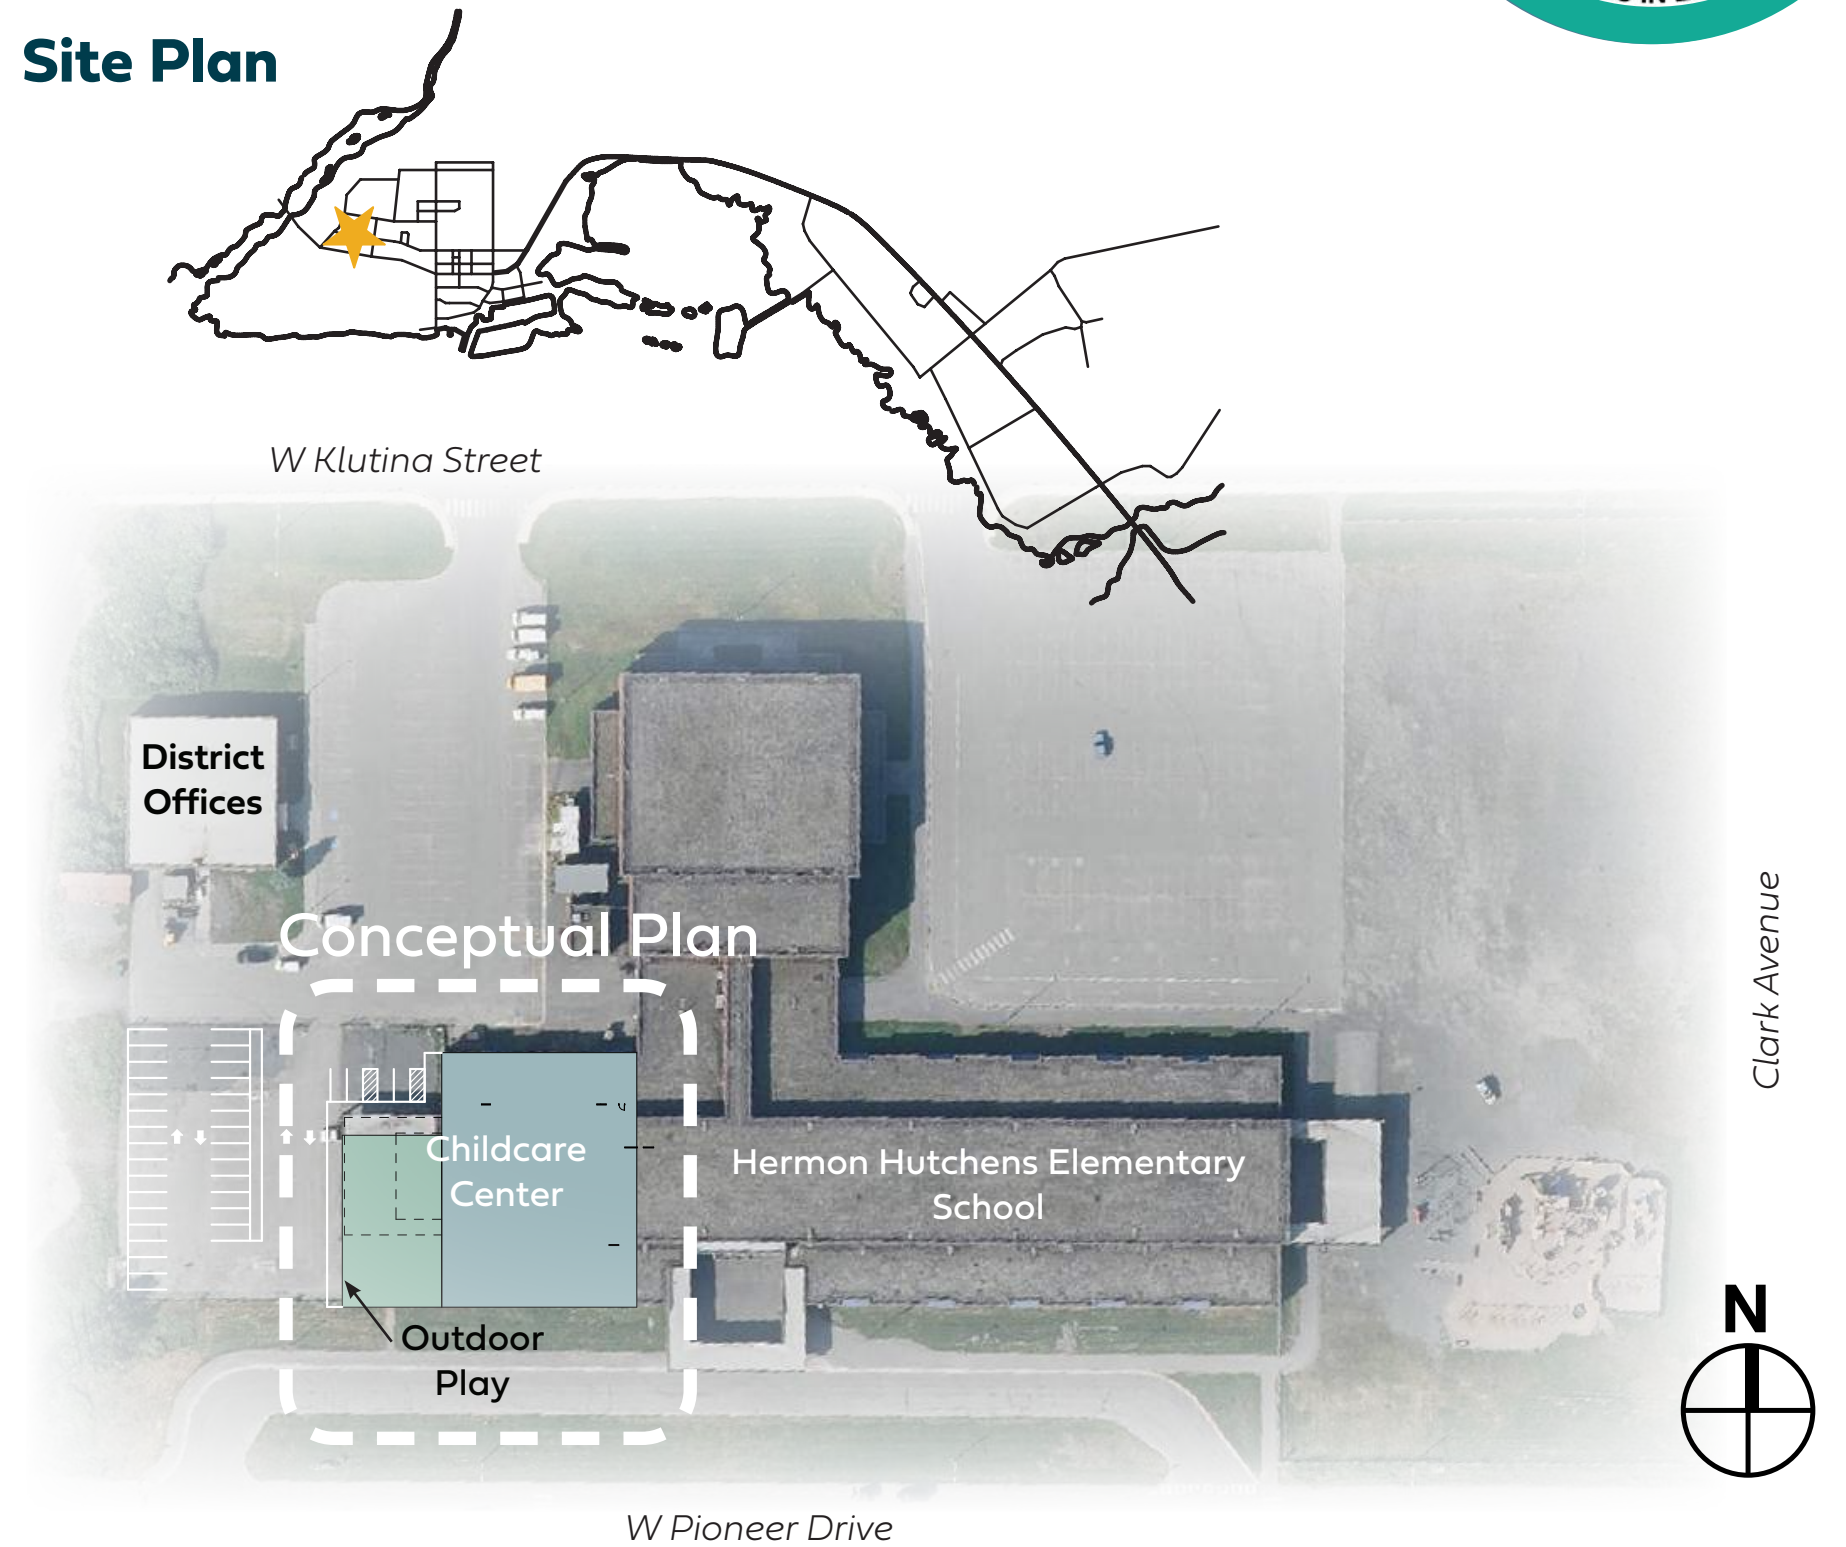 Site Plan
W Klutina Street
District
Offices
Conceptual Plan
Childcare
Center
Hermon Hutchens Elementary
School
Outdoor
Play
Clark Avenue
N
W Pioneer Drive